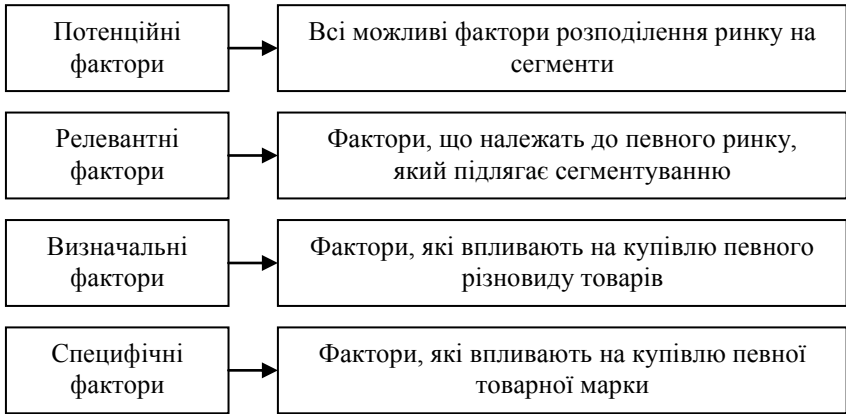 Потенційні
фактори
Всі можливі фактори розподілення ринку на
сегменти
Релевантні
фактори
Фактори, що належать до певного ринку,
який підлягає сегментуванню
Визначальні
фактори
Фактори, які впливають на купівлю певного
різновиду товарів
Специфічні
фактори
Фактори, які впливають на купівлю певної
товарної марки